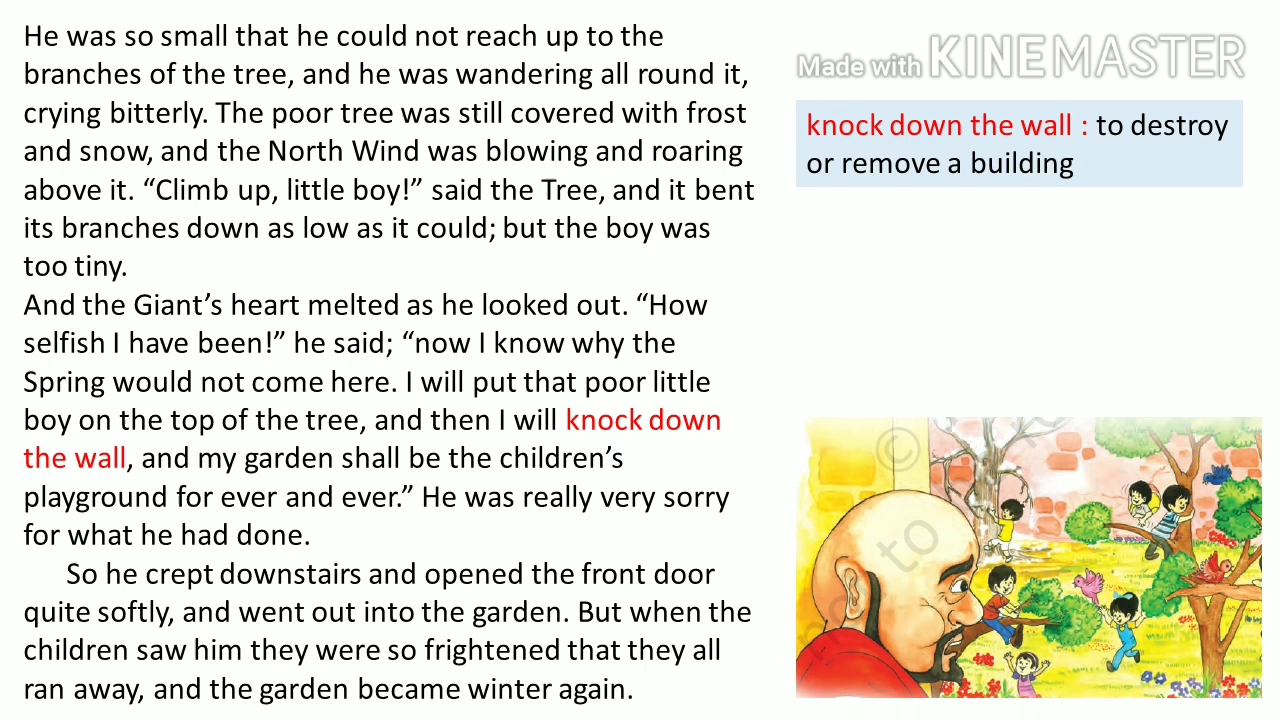 He was so small that he could not reach up to the
branches of the tree, and he was wandering all round it,
crying bitterly. The poor tree was still covered with frost
and snow, and the North Wind was blowing and roaring
above it. “Climb up, little boy!” said the Tree, and it bent
its branches down as low as it could; but the boy was
too tiny.
And the Giant’s heart melted as he looked out. “How
selfish I have been!” he said; “now I know why the
Spring would not come here. I will put that poor little
boy on the top of the tree, and then I will knock down
the wall, and my garden shall be the children’s
playground for ever and ever.” He was really very sorry
for what he had done.
So he crept downstairs and opened the front door
quite softly, and went out into the garden. But when the
children saw him they were so frightened that they all
ran away, and the garden became winter again.
Made with KINEMASTER
knock down the wall : to destroy
or remove a building
©
to